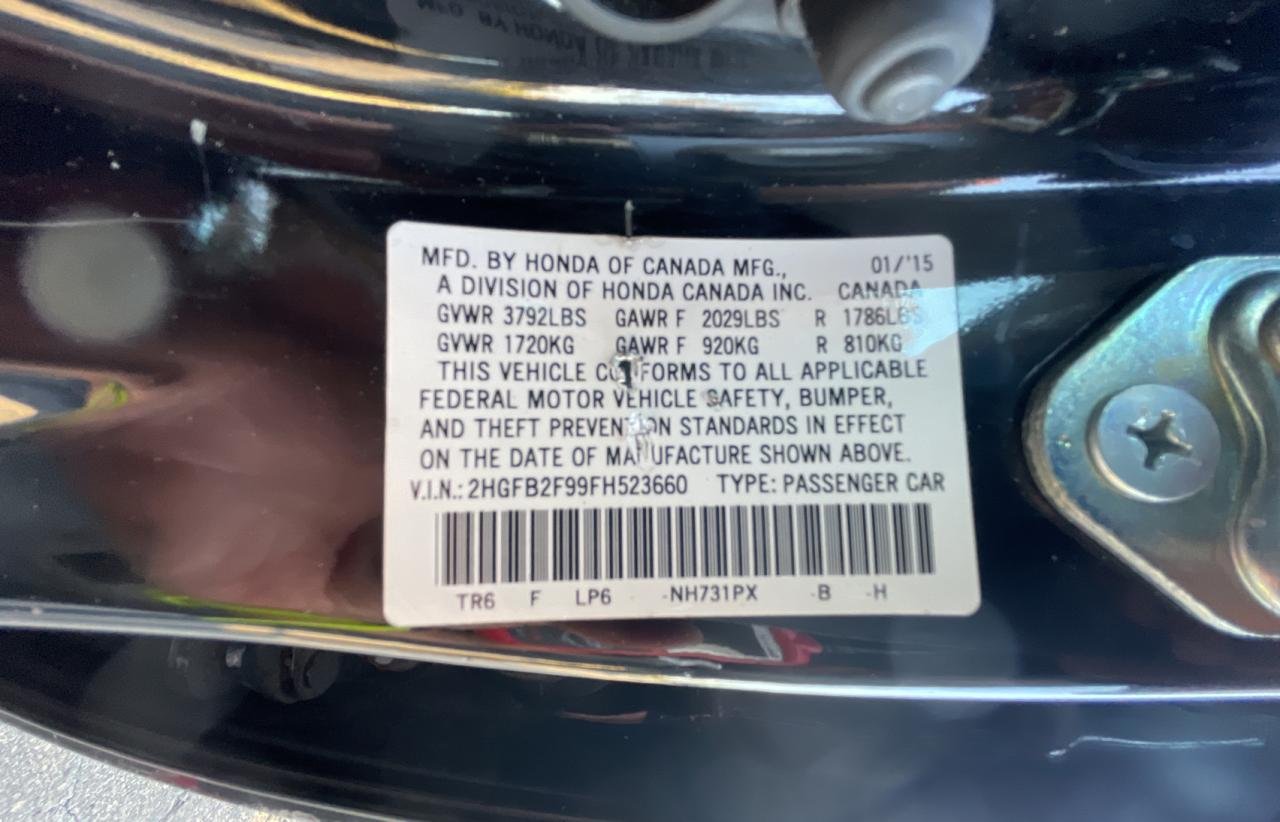 MFD. BY HONDA OF CANADA MFG., 01/'15
A DIVISION OF HONDA CANADA INC. CANADA
GVWR 3792LBS GAWR F 2029LBS R 1786LBS
GVWR 1720KG GAWR F 920KG R 810KG
THIS VEHICLE CONFORMS TO ALL APPLICABLE
FEDERAL MOTOR VEHICLE SAFETY, BUMPER,
AND THEFT PREVENTION STANDARDS IN EFFECT
ON THE DATE OF MANUFACTURE SHOWN ABOVE.
V.I.N.: 2HGFB2F99FH523660 TYPE: PASSENGER CAR
TR6 F LP6 -NH731PX -B -H